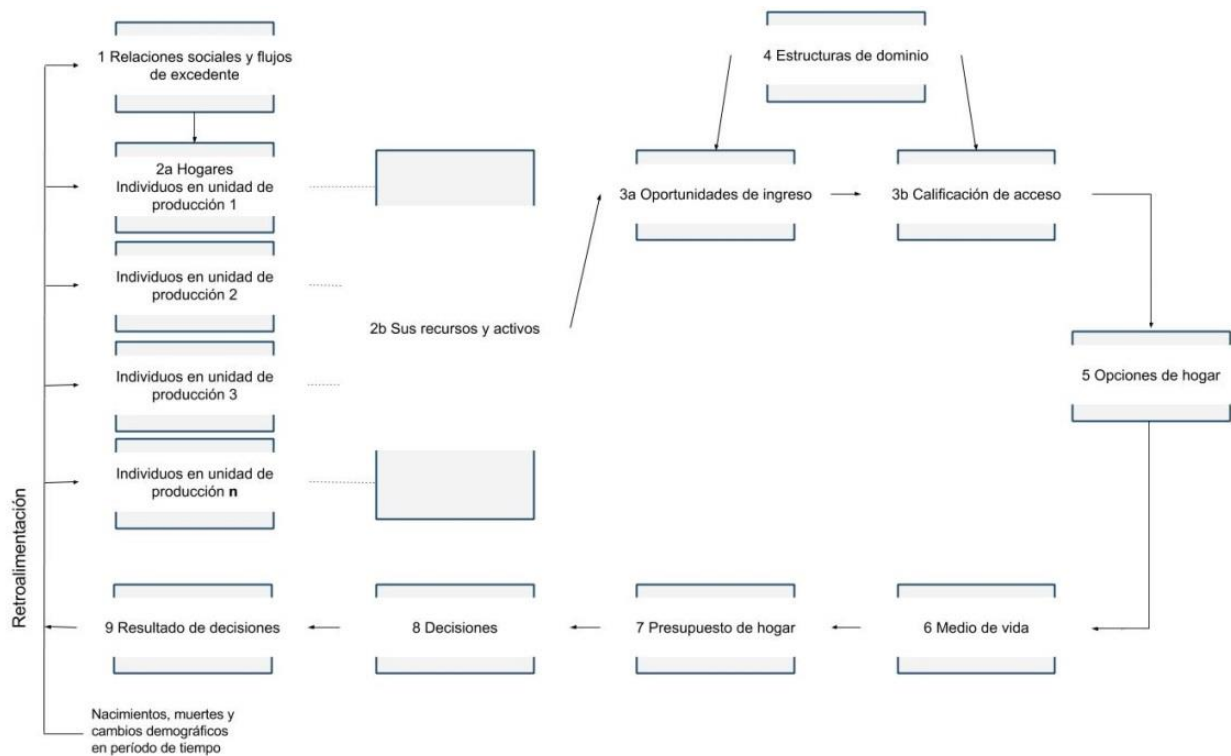 1 Relaciones sociales y flujos
de excedente
4 Estructuras de dominio
2a Hogares
Individuos en unidad de
producción 1
3a Oportunidades de ingreso
3b Calificación de acceso
Individuos en unidad de
producción 2
2b Sus recursos y activos
Individuos en unidad de
producción 3
5 Opciones de hogar
Individuos en unidad de
producción n
Retroalimentación
9 Resultado de decisiones
8 Decisiones
7 Presupuesto de hogar
6 Medio de vida
Nacimientos, muertes y
cambios demográficos
en período de tiempo